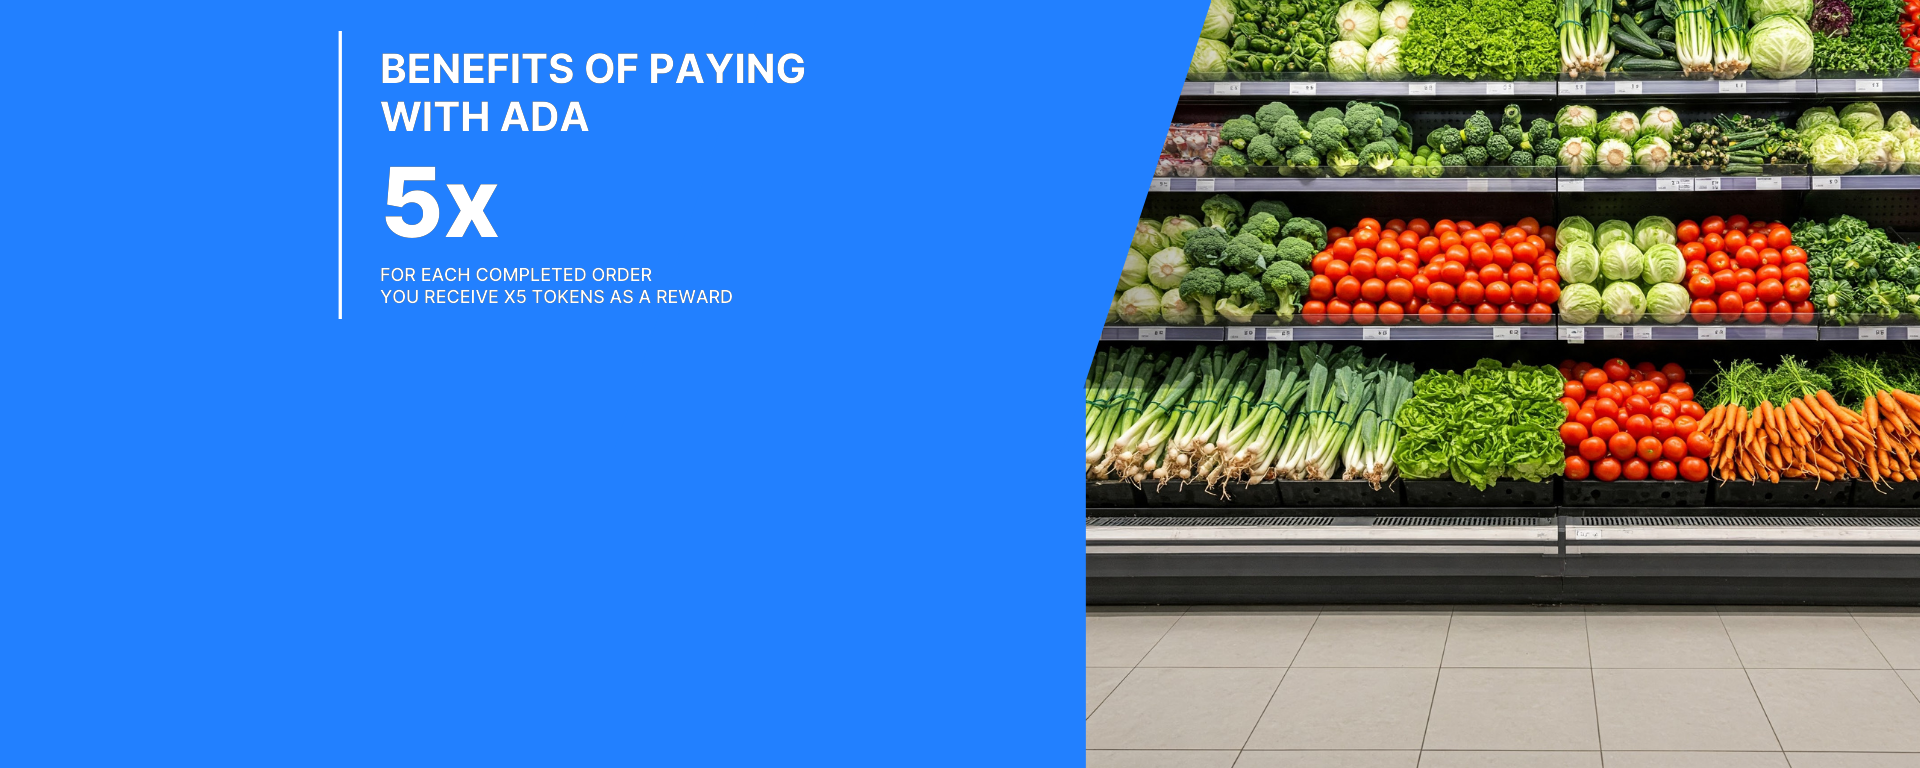 BENEFITS OF PAYING
WITH ADA
5x
FOR EACH COMPLETED ORDER
YOU RECEIVE X5 TOKENS AS A REWARD